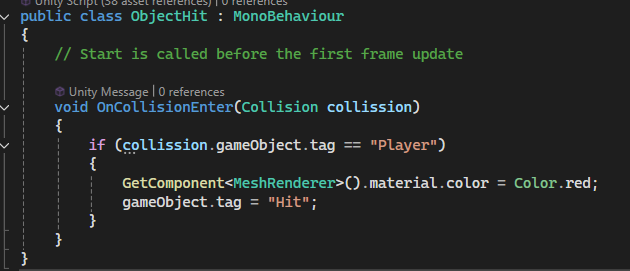 Unity Script (38 asset references) | 0 references
public class ObjectHit : MonoBehaviour
{
// Start is called before the first frame update
Unity Message | 0 references
void OnCollisionEnter(Collision collission)
{
if (collission.gameObject.tag == "Player")
{
GetComponent<MeshRenderer>().material.color = Color.red;
gameObject.tag = "Hit";
}
}
}